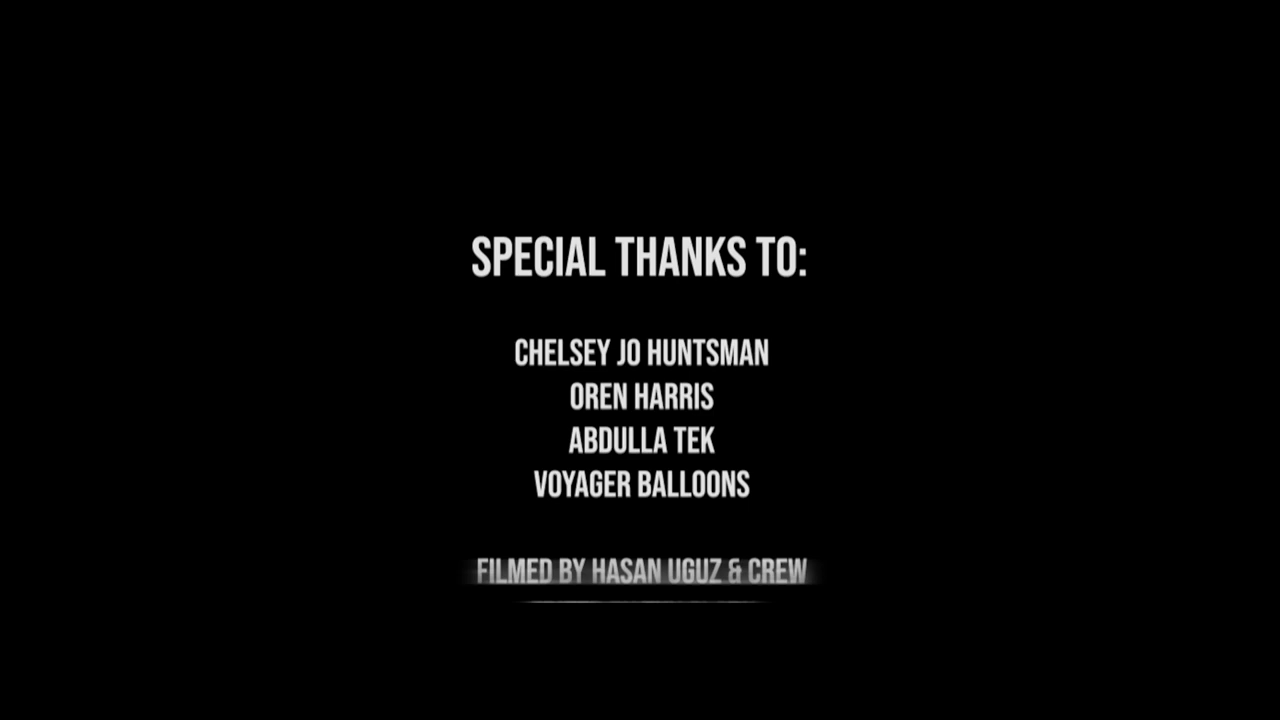 SPECIAL THANKS TO:
CHELSEY JO HUNTSMAN
OREN HARRIS
ABDULLA TEK
VOYAGER BALLOONS
FILMED BY HASAN UGUZ & CREW